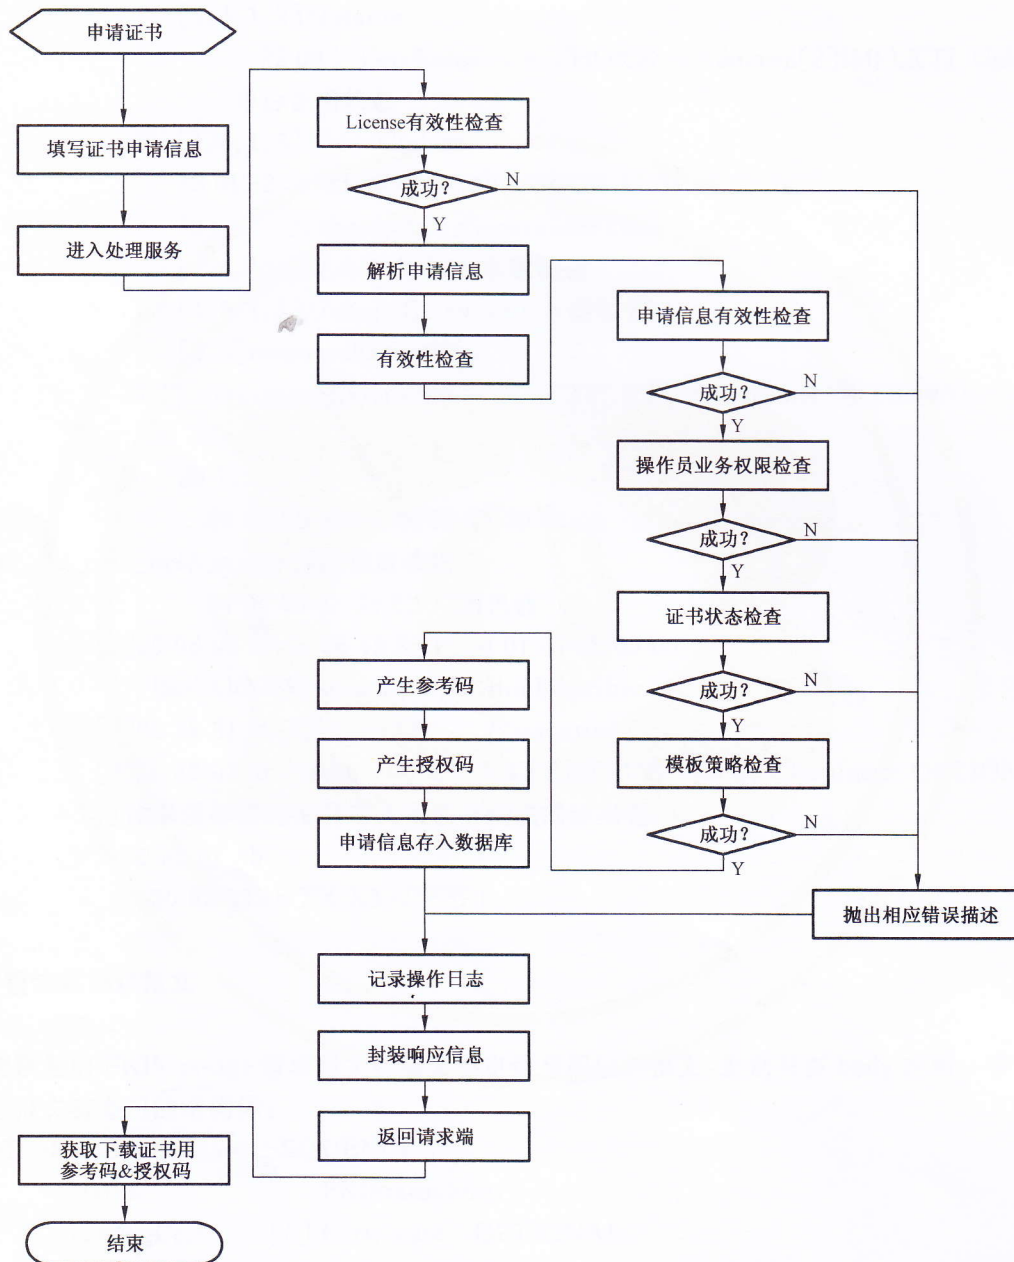 申请证书
填写证书申请信息
进入处理服务
License有效性检查
成功?
N
Y
解析申请信息
有效性检查
申请信息有效性检查
成功?
N
Y
操作员业务权限检查
成功?
N
Y
证书状态检查
成功?
N
Y
模板策略检查
成功?
N
Y
产生参考码
产生授权码
申请信息存入数据库
抛出相应错误描述
记录操作日志
封装响应信息
返回请求端
获取下载证书用
参考码&授权码
结束